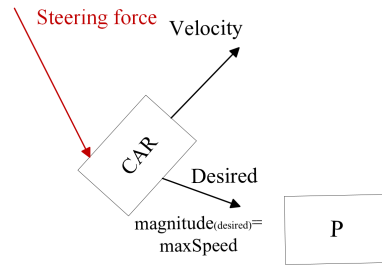 Steering force
Velocity
CAR
Desired
magnitude(desired)=
maxSpeed
P